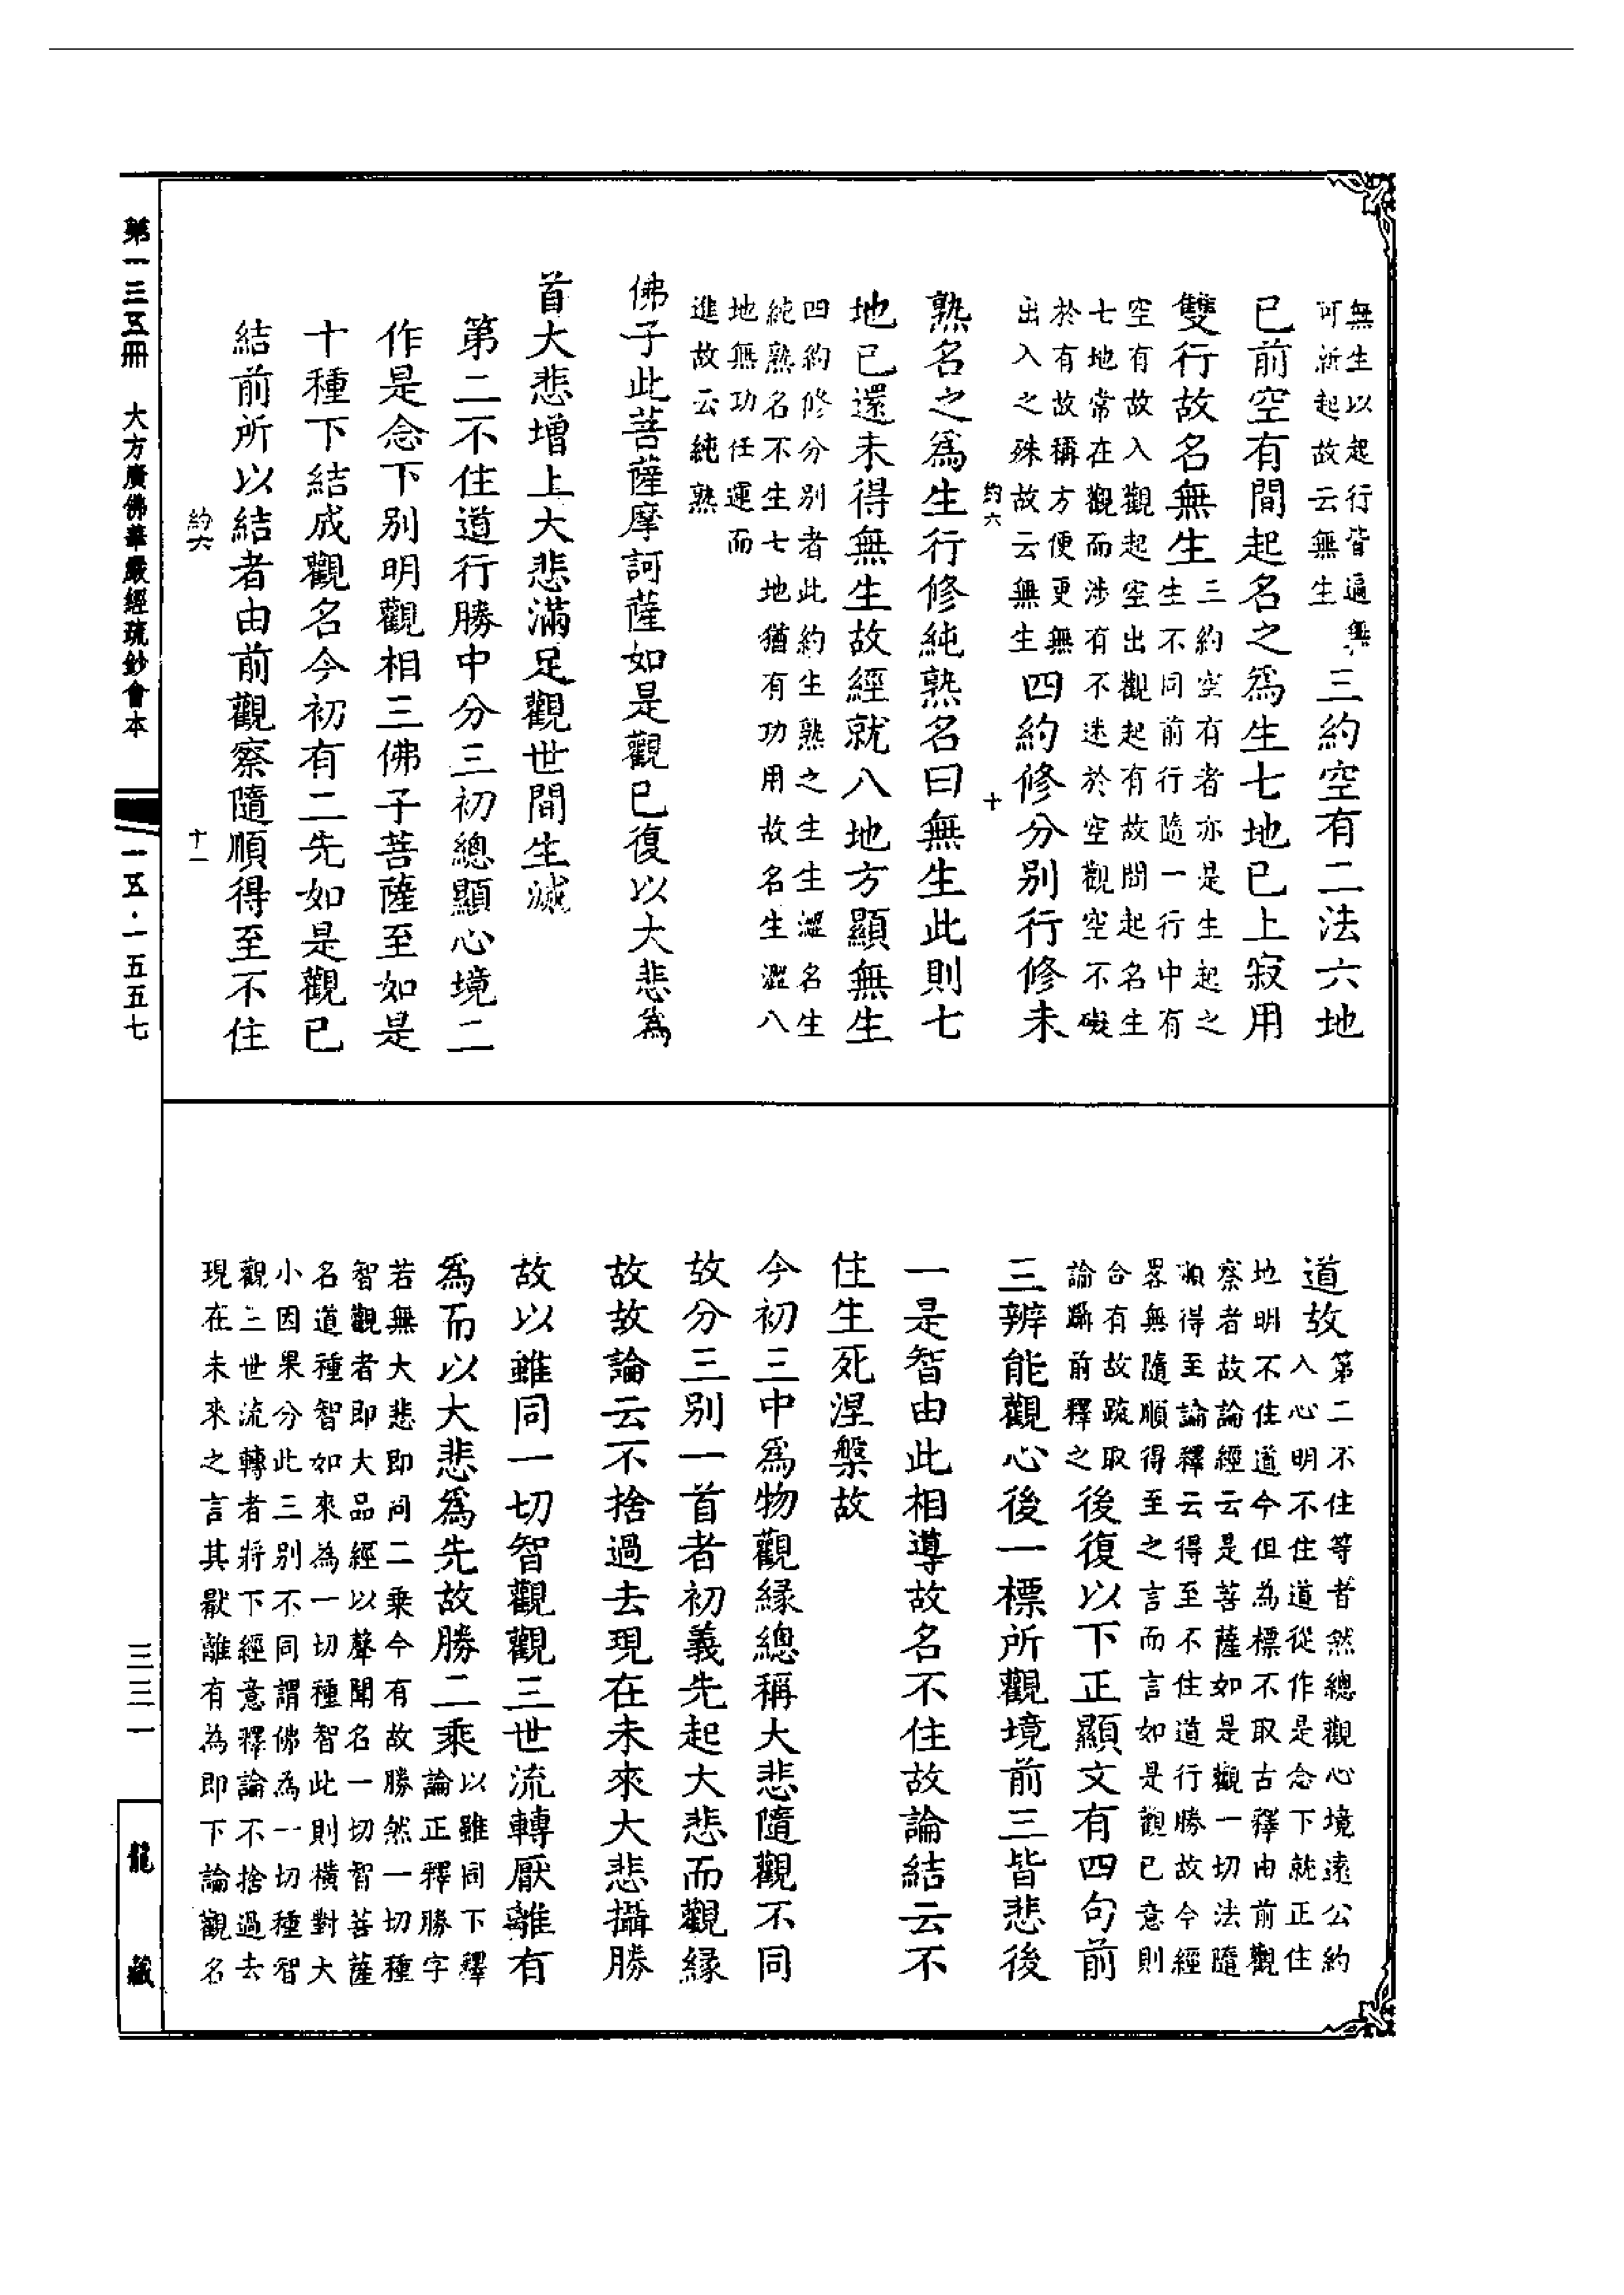 無生以起行皆遍無
可新起故云無生
三約空有二法六地
已前空有間起名之爲生七地已上寂用
雙行故名無生
三約空有者亦是生起之
生不同前行隨一行中有
空有故入觀起空出觀起有故間起名生
七地常在觀而涉有不迷於空觀空不礙
於有故稱方便更無
出入之殊故云無生
四約修分別行修未
約六 十
熟名之爲生行修純熟名曰無生此則七
地已還未得無生故經就八地方顯無生
四約修分別者此約生熟之生生澀名生
純熟名不生七地猶有功用故名生澀八
地無功任運而
進故云純熟
佛子此菩薩摩訶薩如是觀已復以大悲為
首大悲增上大悲滿足觀世間生滅
第二不住道行勝中分三初總顯心境二
作是念下別明觀相三佛子菩薩至如是
十種下結成觀名今初有二先如是觀已
結前所以結者由前觀察隨順得至不住
約六 十一
道故
第二不住等者然總觀心境遠公約
入心明不住道從作是念下就正住
地明不住道今但為標不取古釋由前觀
察者故論經云是菩薩如是觀一切法隨
順得至論釋云得至不住道行勝故今經
畧無隨順得至之言而言如是觀已意則
合有故疏取
論躡前釋之
後復以下正顯文有四句前
三辨能觀心後一標所觀境前三皆悲後
一是智由此相導故名不住故論結云不
住生死涅槃故
今初三中爲物觀緣總稱大悲隨觀不同
故分三別一首者初義先起大悲而觀緣
故故論云不捨過去現在未來大悲攝勝
故以雖同一切智觀觀三世流轉厭離有
爲而以大悲爲先故勝二乘
以雖同下釋
論正釋勝字
若無大悲即同二乘今有故勝然一切種
智觀者即大品經以聲聞名一切智菩薩
名道種智如來為一切種智此則橫對大
小因果分此三別不同謂佛為一切種智
觀三世流轉者將下經意釋論不捨過去
現在未來之言其厭離有為即下論觀名
第一三五冊 大方廣佛華嚴經疏鈔會本 一五·一五五七
三三一
龍藏